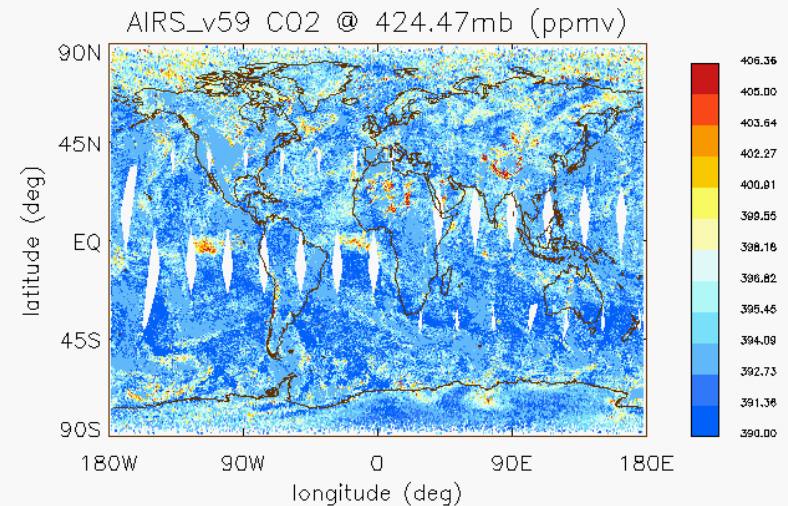 AIRS_v59 CO2 @ 424.47mb (ppmv)
90N
45N
EQ
45S
90S
latitude (deg)
180W 90W 0 90E 180E
longitude (deg)
406.36
405.00
403.64
402.27
400.91
399.55
398.18
396.82
395.45
394.09
392.73
391.36
390.00